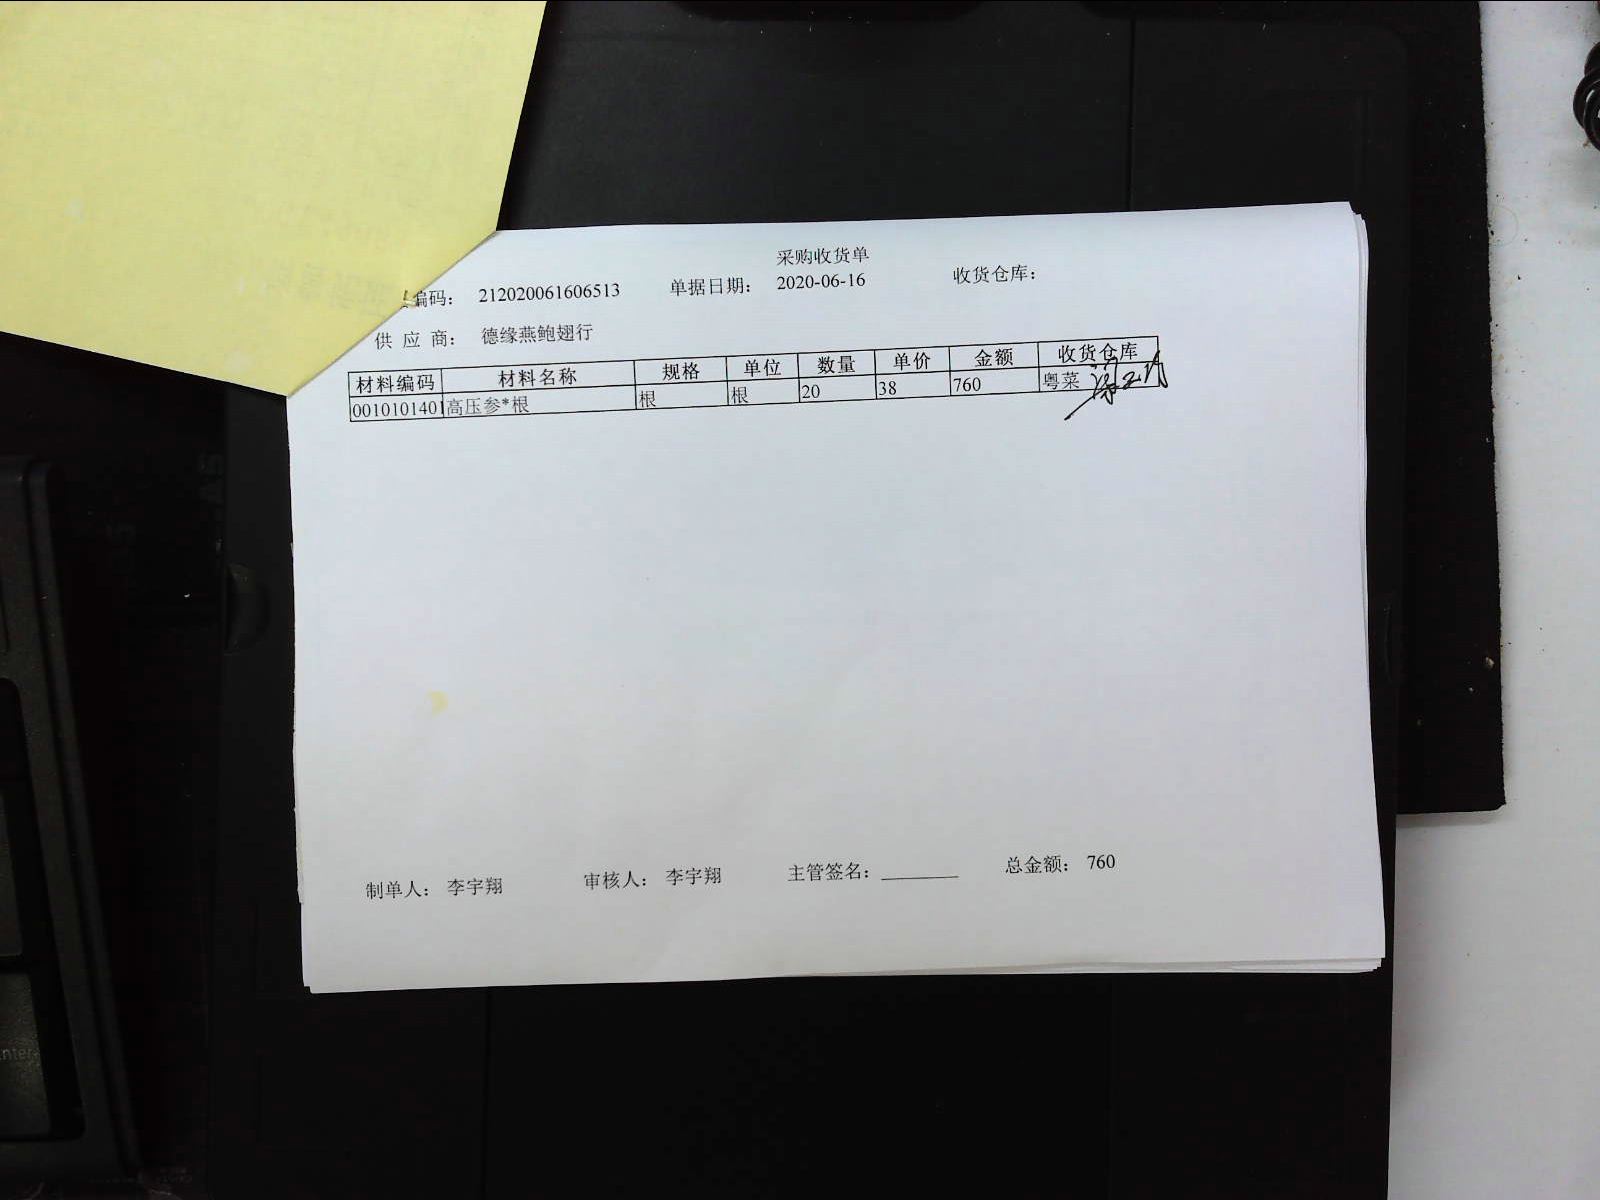 采购收货单
编码： 212020061606513 单据日期： 2020-06-16 收货仓库：
供 应 商： 德缘燕鲍翅行
材料编码 材料名称 规格 单位 数量 单价 金额 收货仓库
0010101401 高压参*根 根 根 20 38 760 粤菜
制单人： 李宇翔 审核人： 李宇翔 主管签名： 总金额： 760